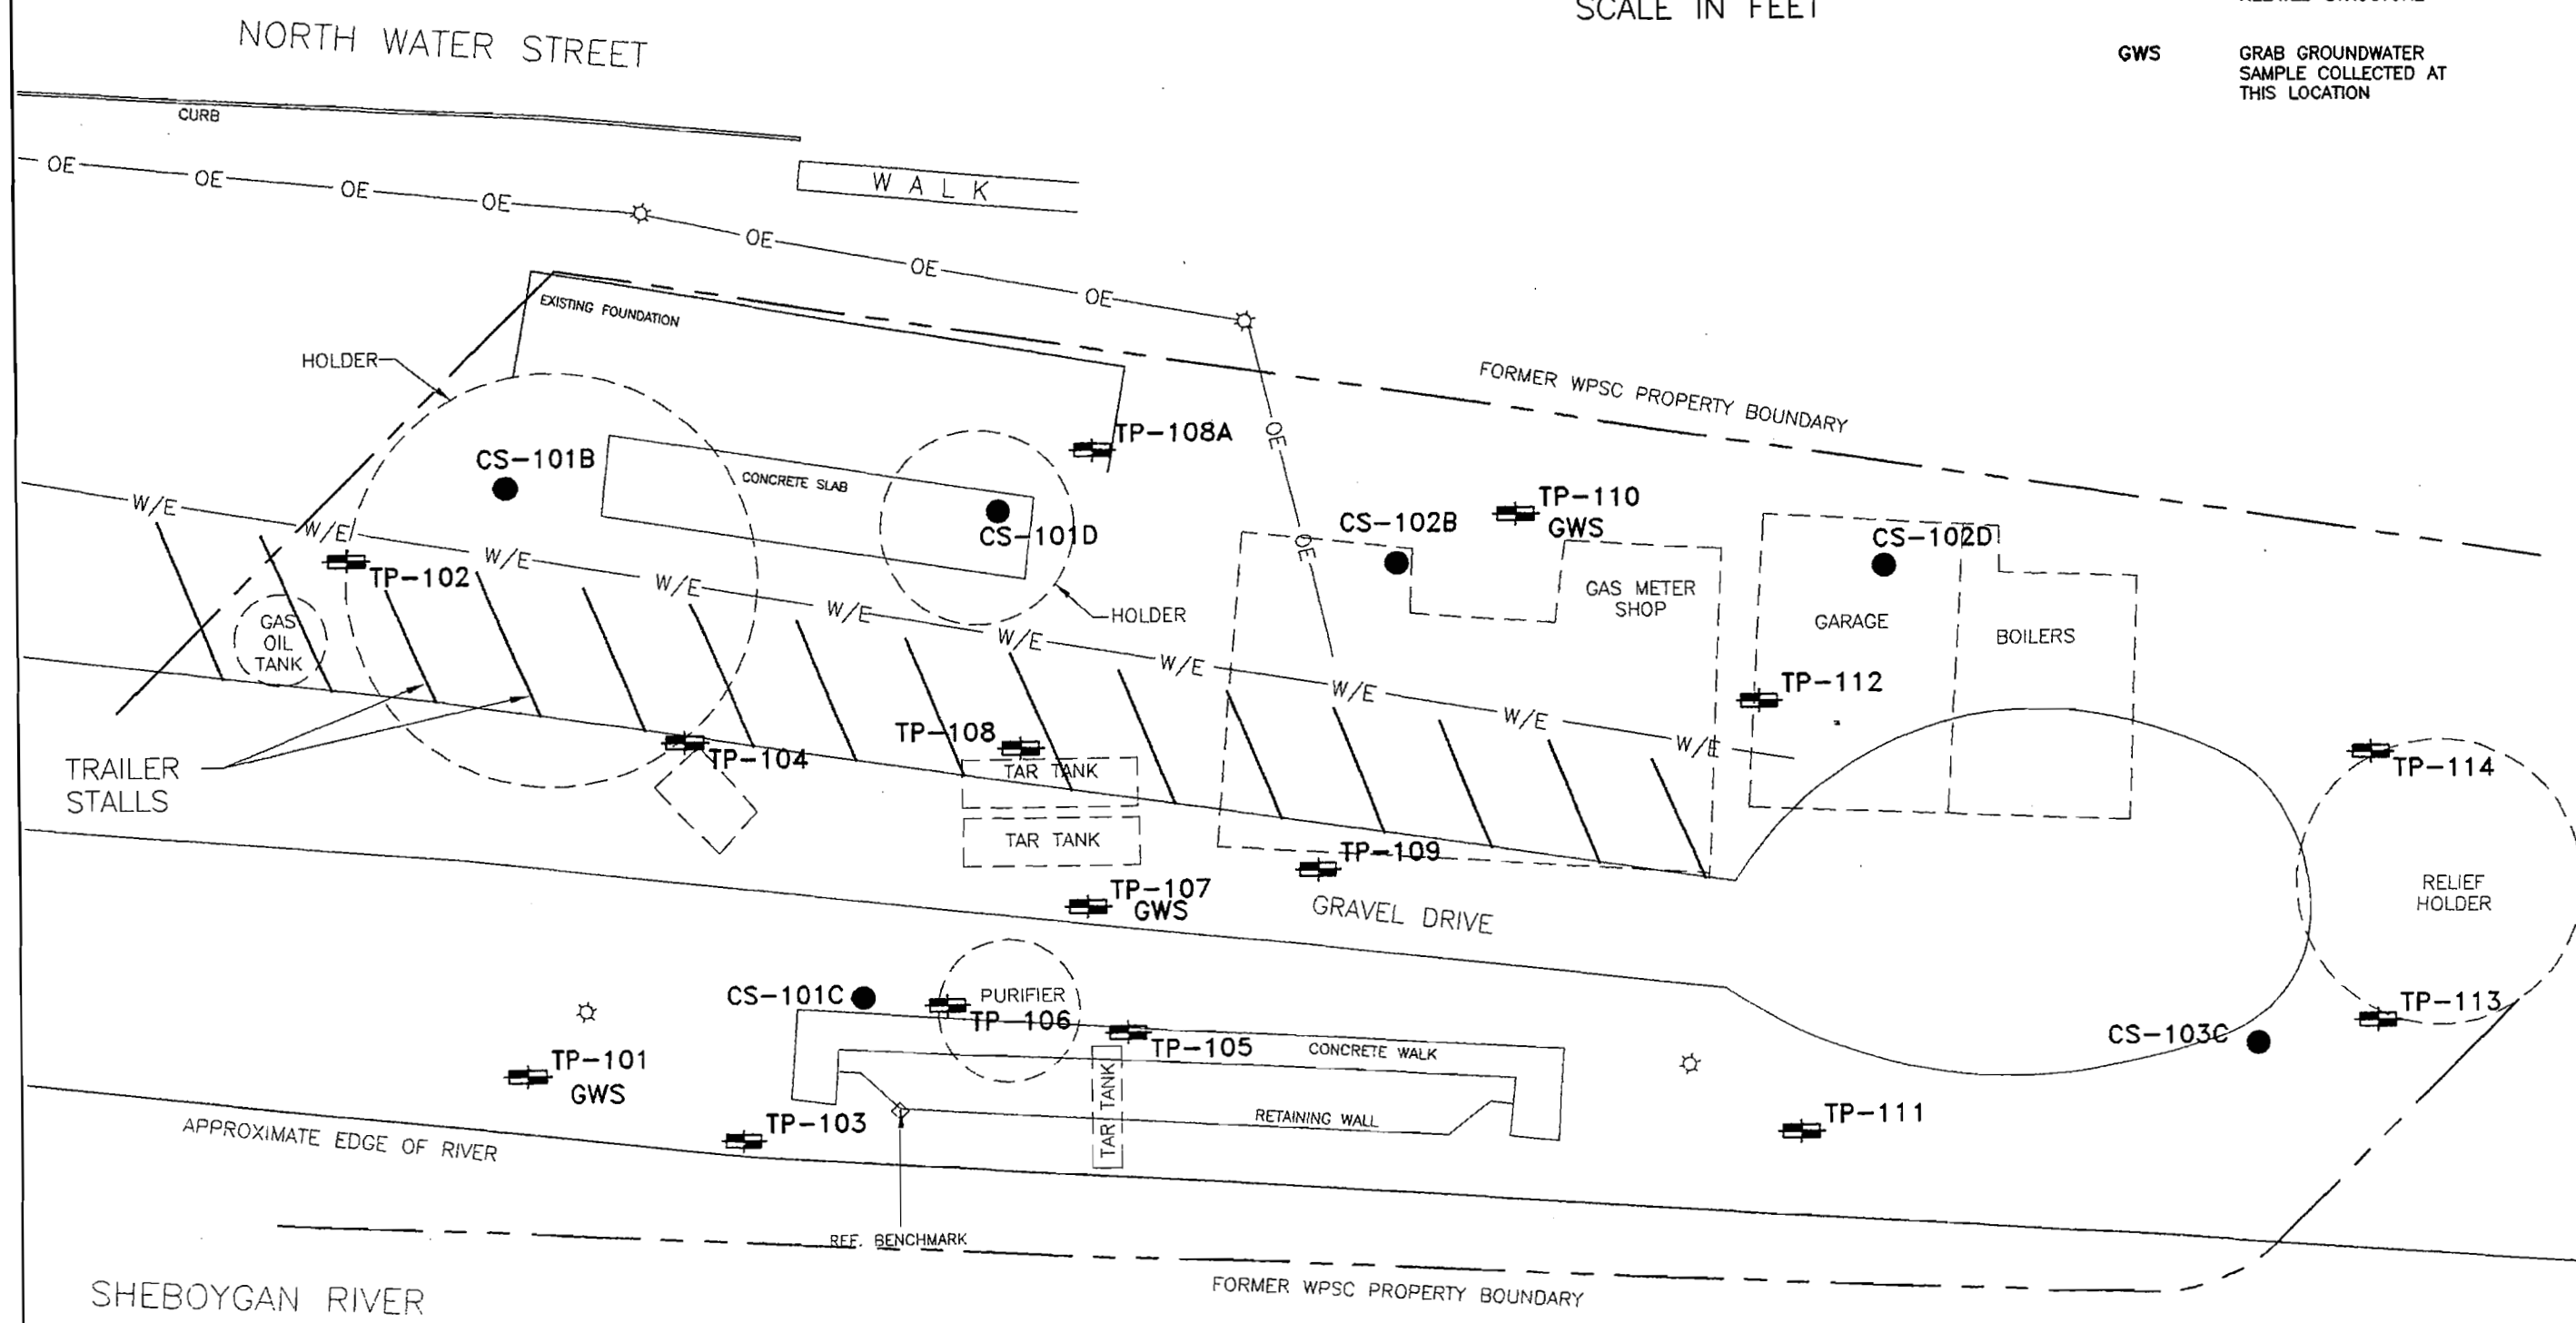 SCALE IN FEET
GWS
GRAB GROUNDWATER
SAMPLE COLLECTED AT
THIS LOCATION
NORTH WATER STREET
CURB
WALK
OE OE OE OE OE OE OE
OE
OE
EXISTING FOUNDATION
HOLDER
FORMER WPSC PROPERTY BOUNDARY
TP-108A
CS-101B
CONCRETE SLAB
CS-101D
TP-110
GWS
CS-102B
CS-102D
W/E W/E W/E W/E W/E W/E W/E W/E W/E W/E
TP-102
GAS
OIL
TANK
HOLDER
GAS METER
SHOP
GARAGE
BOILERS
TP-112
TRAILER
STALLS
TP-104
TP-108
TAR TANK
TAR TANK
TP-109
TP-114
TP-107
GWS
GRAVEL DRIVE
RELIEF
HOLDER
CS-101C
PURIFIER
TP-106
TP-105
CONCRETE WALK
TP-113
CS-103C
TP-101
GWS
TAR TANK
TP-103
RETAINING WALL
TP-111
APPROXIMATE EDGE OF RIVER
REF. BENCHMARK
FORMER WPSC PROPERTY BOUNDARY
SHEBOYGAN RIVER